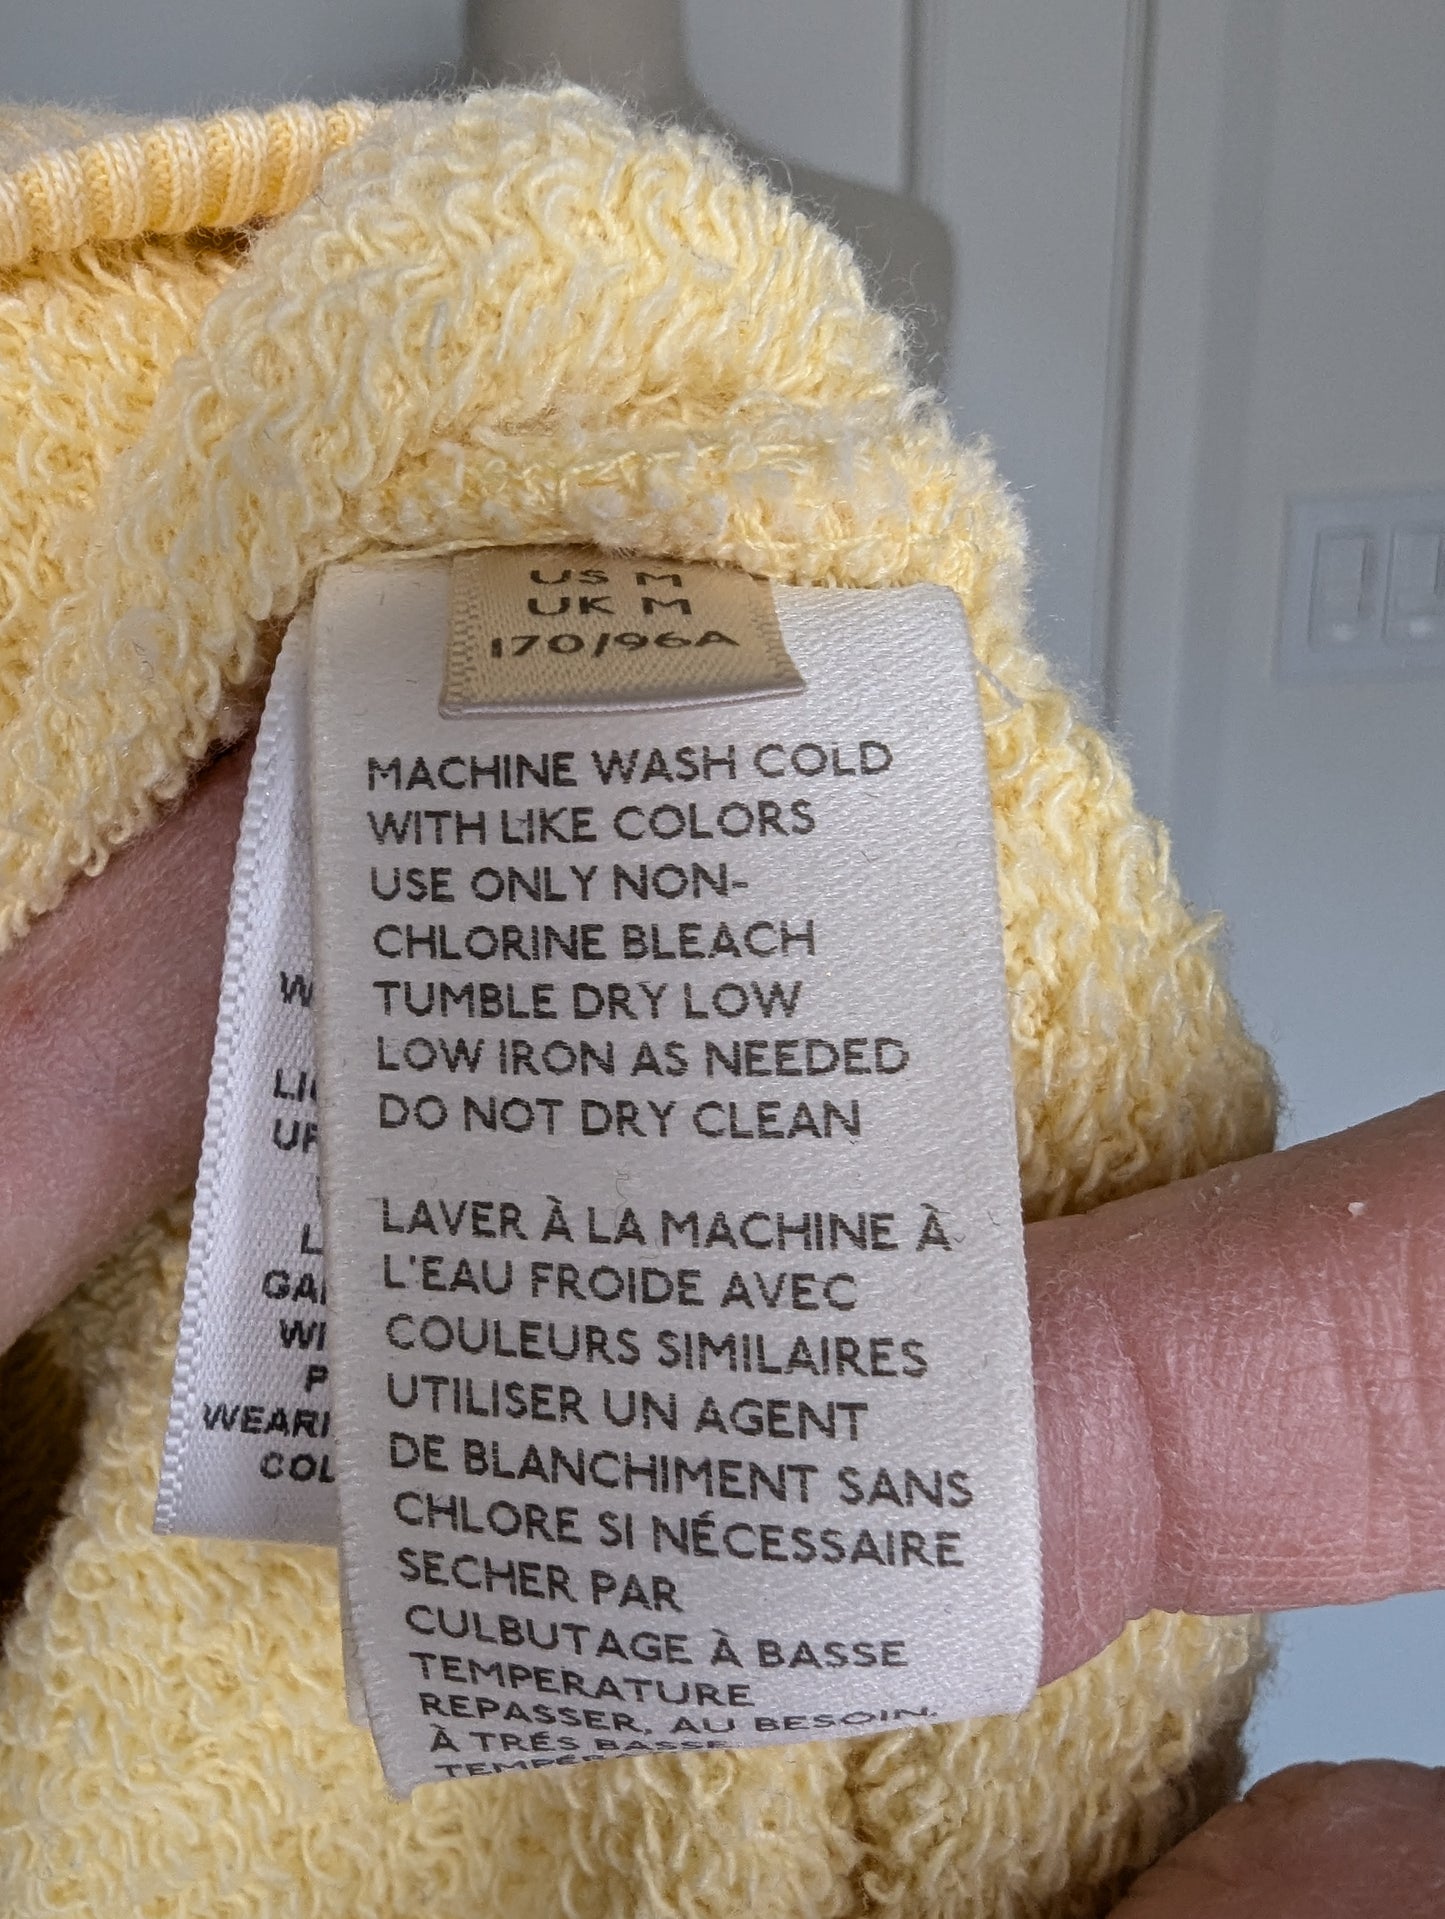 US M
UK M
170/96A
MACHINE WASH COLD
WITH LIKE COLORS
USE ONLY NON-
CHLORINE BLEACH
TUMBLE DRY LOW
LOW IRON AS NEEDED
DO NOT DRY CLEAN
LAVER À LA MACHINE À
L'EAU FROIDE AVEC
COULEURS SIMILAIRES
UTILISER UN AGENT
DE BLANCHIMENT SANS
CHLORE SI NÉCESSAIRE
SECHER PAR
CULBUTAGE À BASSE
TEMPERATURE
REPASSER, AU BESOIN,
À TRÉS BASSE